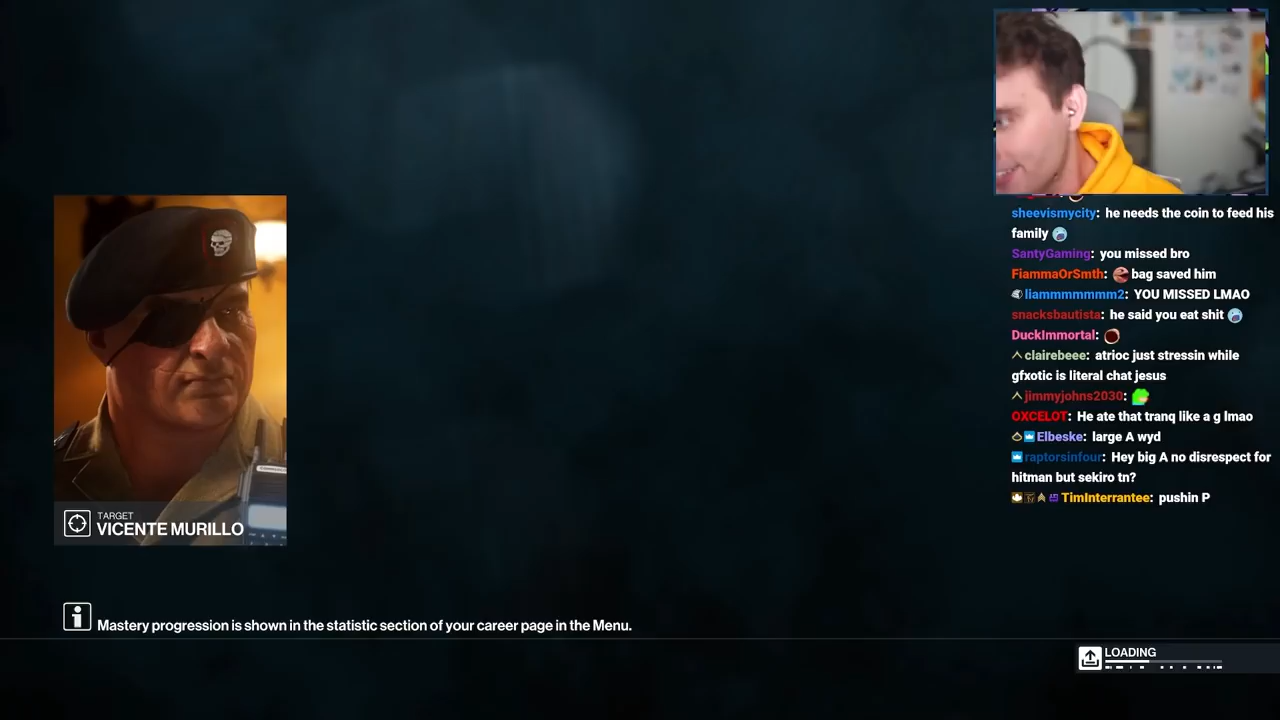 sheevismycity: he needs the coin to feed his
family
SantyGaming: you missed bro
FiammaOrSmth: bag saved him
liammmmmmm2: YOU MISSED LMAO
snacksbautista: he said you eat shit
DuckImmortal:
clairebeee: atrioc just stressin while
gfxotic is literal chat jesus
jimmyjohns2030:
OXCELOT: He ate that tranq like a g lmao
Elbeske: large A wyd
raptorsinfour: Hey big A no disrespect for
hitman but sekiro tn?
TimInterrantee: pushin P
TARGET
VICENTE MURILLO
Mastery progression is shown in the statistic section of your career page in the Menu.
LOADING